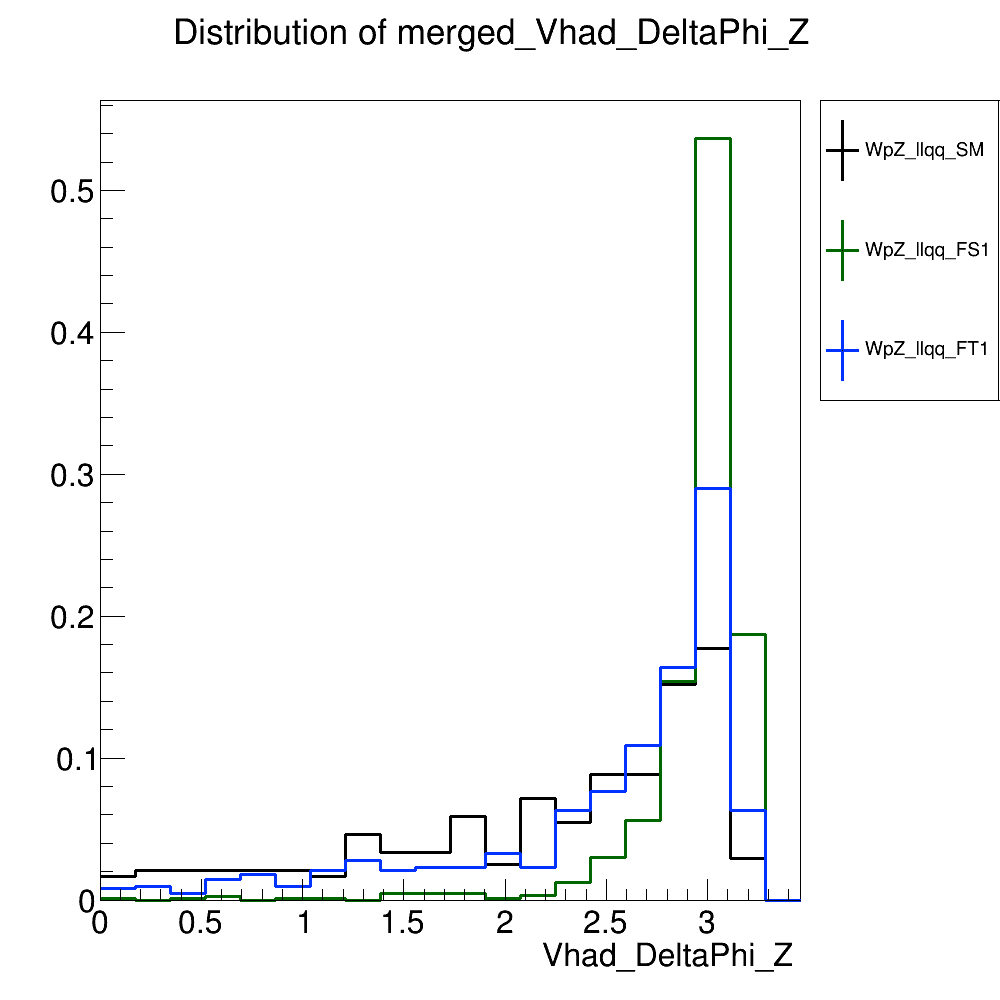 Distribution of merged_Vhad_DeltaPhi_Z
WpZ_llqq_SM
WpZ_llqq_FS1
WpZ_llqq_FT1
0.5
0.4
0.3
0.2
0.1
0
0 0.5 1 1.5 2 2.5 3
Vhad_DeltaPhi_Z